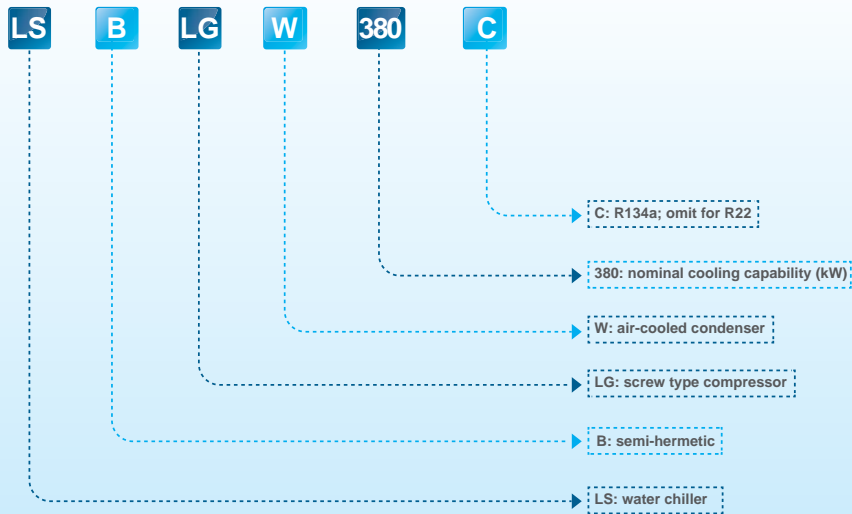 LS B LG W 380 C
C: R134a; omit for R22
380: nominal cooling capability (kW)
W: air-cooled condenser
LG: screw type compressor
B: semi-hermetic
LS: water chiller